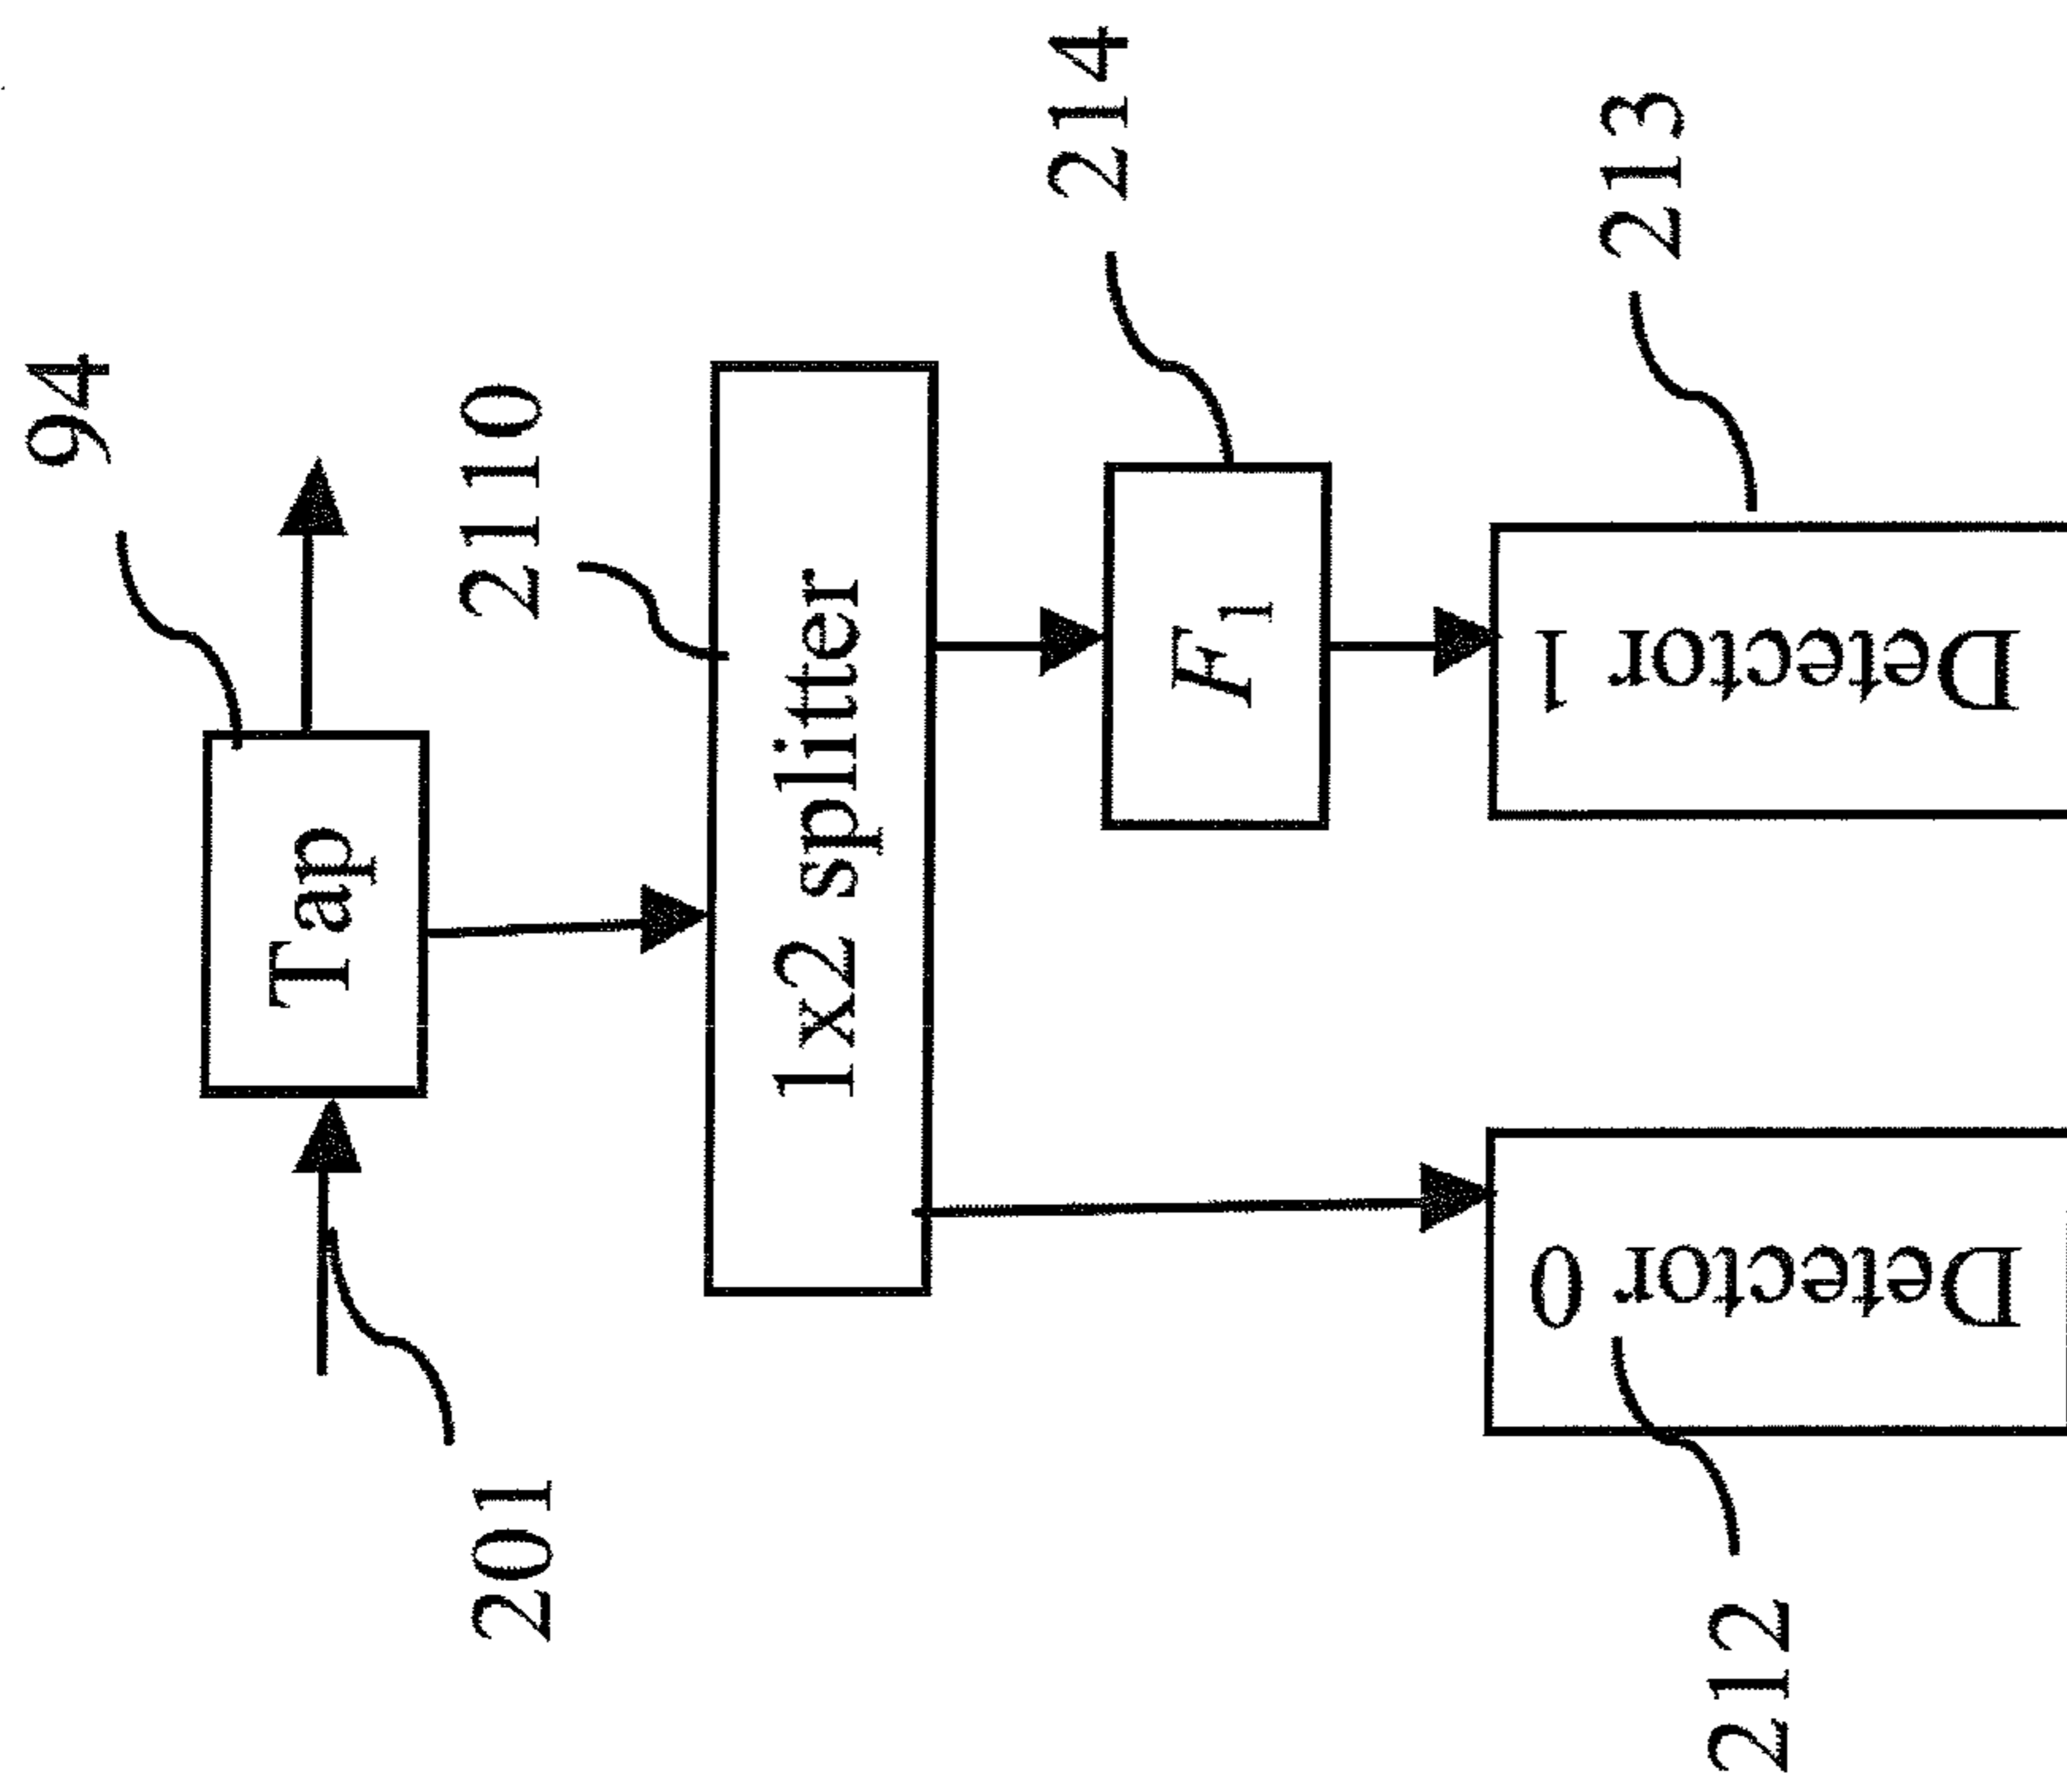 94
Tap
201
2110
1x2 splitter
214
F1
213
Detector 1
Detector 0
212